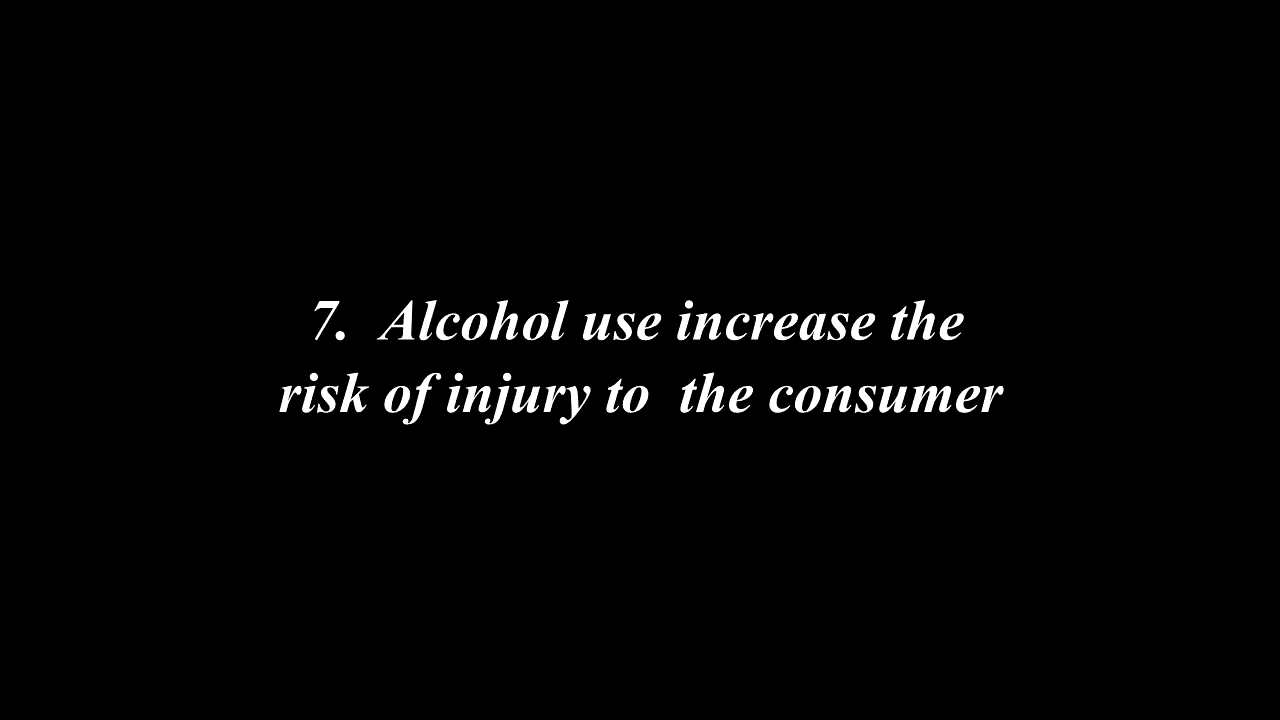 7.  Alcohol use increase the
risk of injury to  the consumer